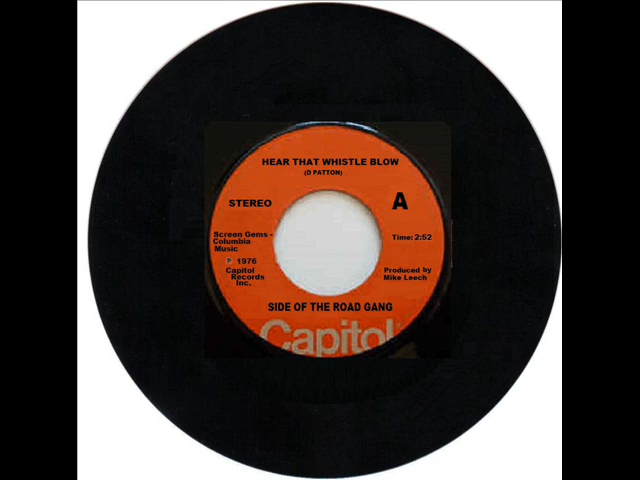 HEAR THAT WHISTLE BLOW
(D PATTON)
STEREO
A
Screen Gems -
Columbia
Music
Time: 2:52
℗ 1976
Capitol
Records
Inc.
Produced by
Mike Leech
SIDE OF THE ROAD GANG
Capitol